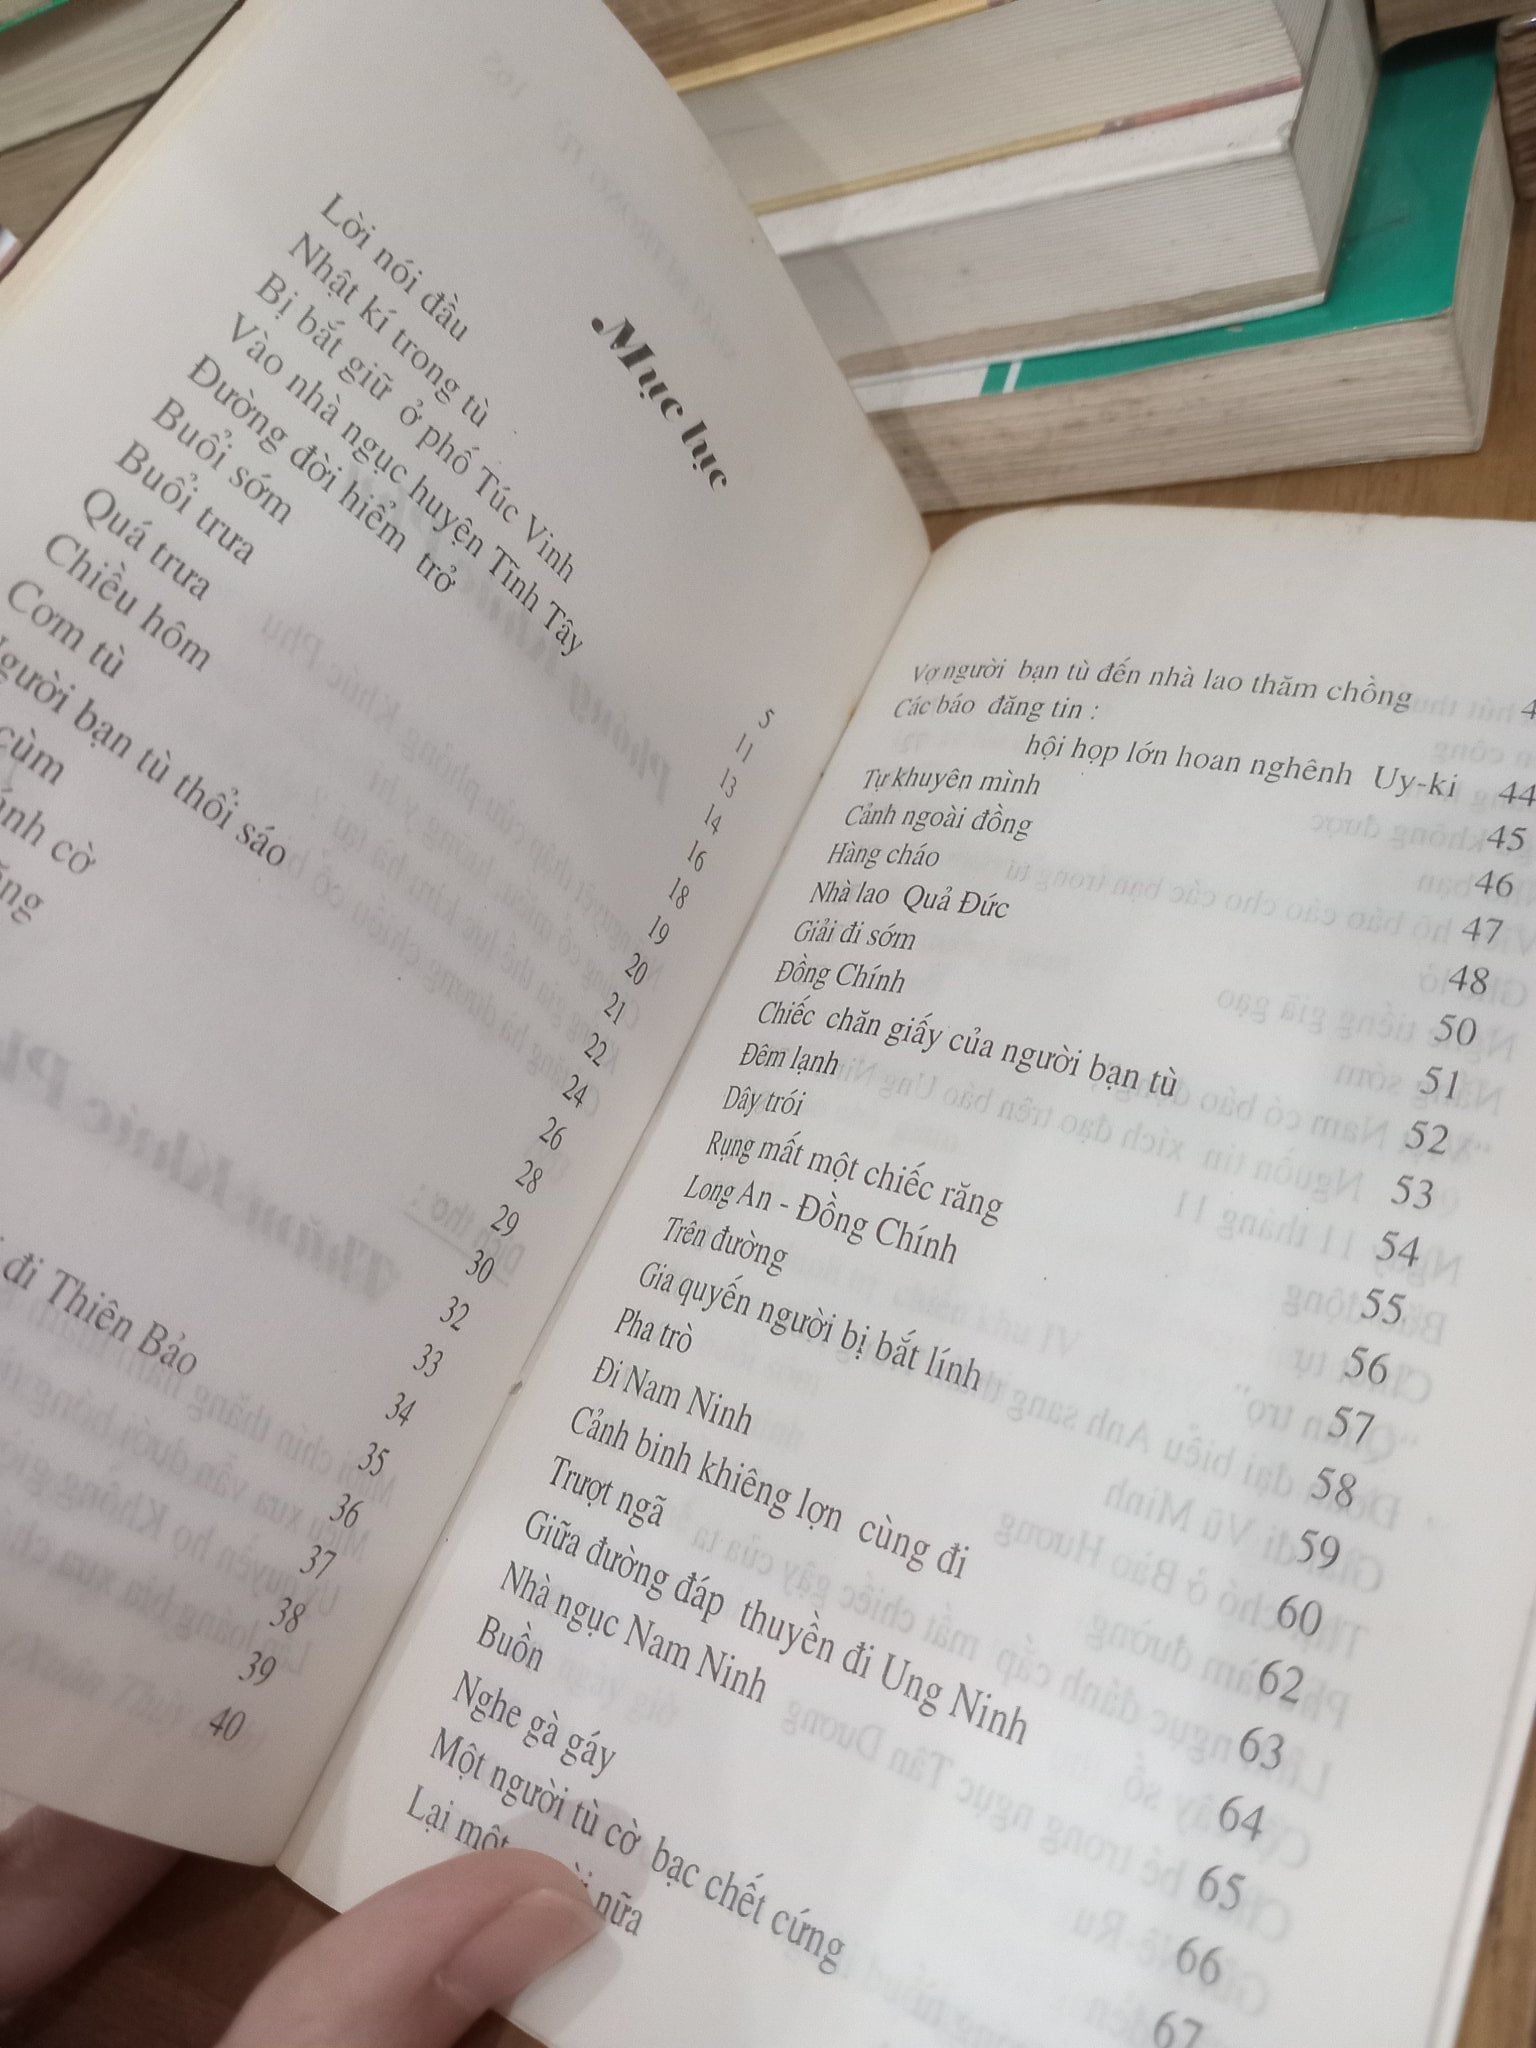 Mục lục
Lời nói đầu
Nhật kí trong tù
Bị bắt giữ ở phố Túc Vinh
Vào nhà ngục huyện Tĩnh Tây
Đường đời hiểm trở
Buổi sớm
Buổi trưa
Quá trưa
Chiều hôm
Cơm tù
Người bạn tù thổi sáo
cùm
cờ
đi Thiên Bảo
5
11
13
14
16
18
19
20
21
22
24
26
28
29
30
32
33
34
35
36
37
38
39
40
Vợ người bạn tù đến nhà lao thăm chồng
Các báo đăng tin :
hội họp lớn hoan nghênh Uy-ki 44
Tự khuyên mình 45
Cảnh ngoài đồng 46
Hàng cháo 47
Nhà lao Quả Đức 48
Giải đi sớm 50
Đồng Chính 51
Chiếc chăn giấy của người bạn tù 52
Đêm lạnh 53
Dây trói 54
Rụng mất một chiếc răng 55
Long An - Đồng Chính 56
Trên đường 57
Gia quyến người bị bắt lính 58
Pha trò 59
Đi Nam Ninh 60
Cảnh binh khiêng lợn cùng đi 62
Trượt ngã 63
Giữa đường đáp thuyền đi Ung Ninh 64
Nhà ngục Nam Ninh 65
Buồn 66
Nghe gà gáy 67
Một người tù cờ bạc chết cứng
Lại một nữa